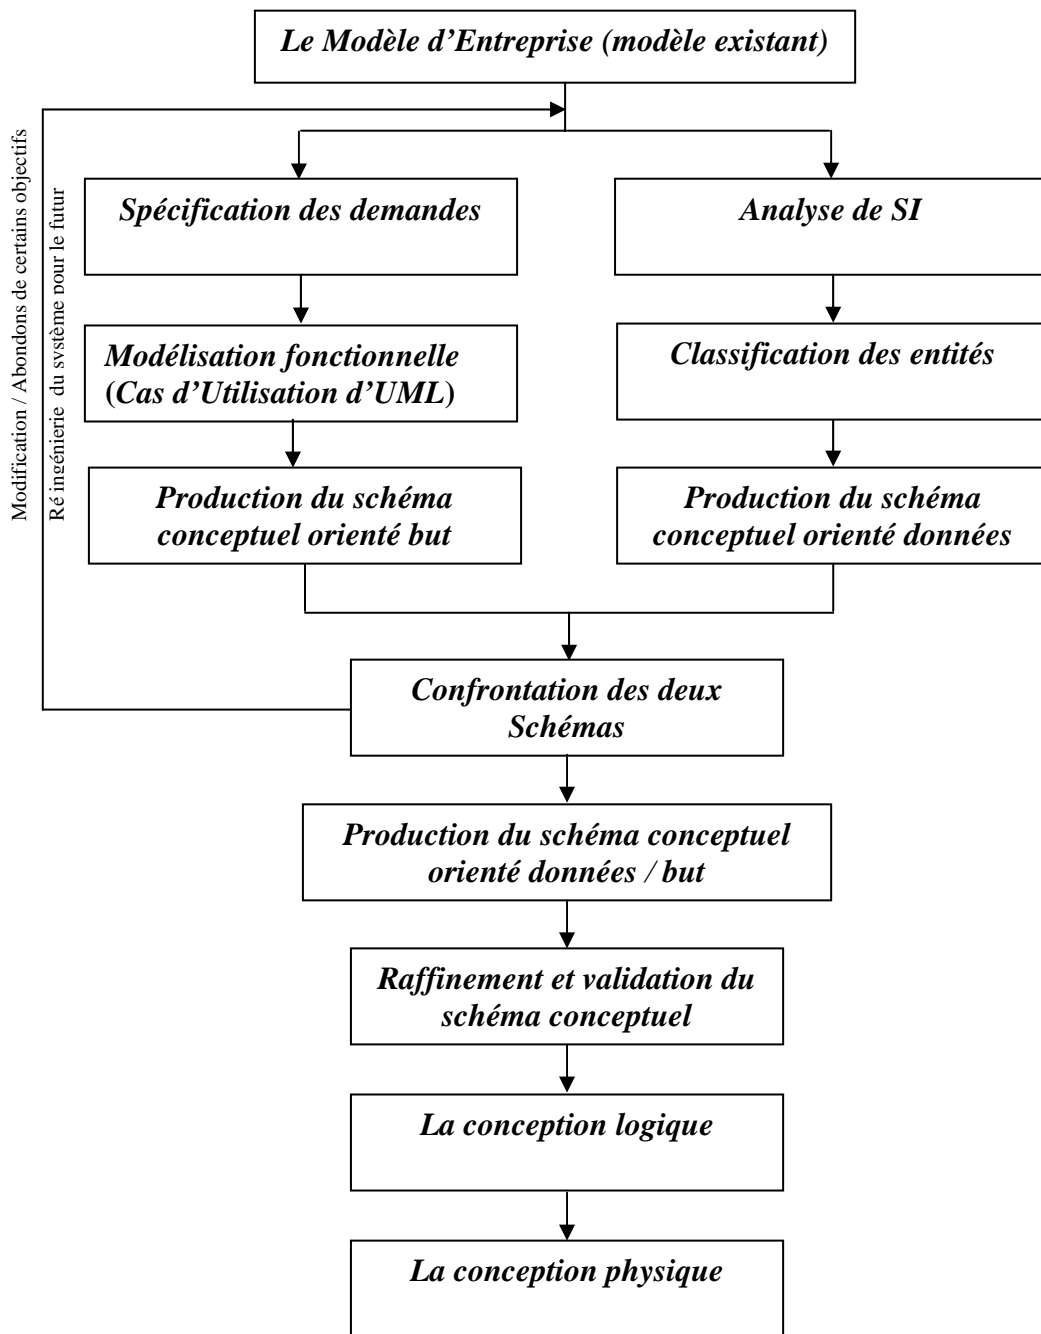 Le Modèle d'Entreprise (modèle existant)
Modification / Abondons de certains objectifs
Ré ingénierie du système pour le futur
Spécification des demandes
Analyse de SI
Modélisation fonctionnelle
(Cas d'Utilisation d'UML)
Classification des entités
Production du schéma
conceptuel orienté but
Production du schéma
conceptuel orienté données
Confrontation des deux
Schémas
Production du schéma conceptuel
orienté données / but
Raffinement et validation du
schéma conceptuel
La conception logique
La conception physique